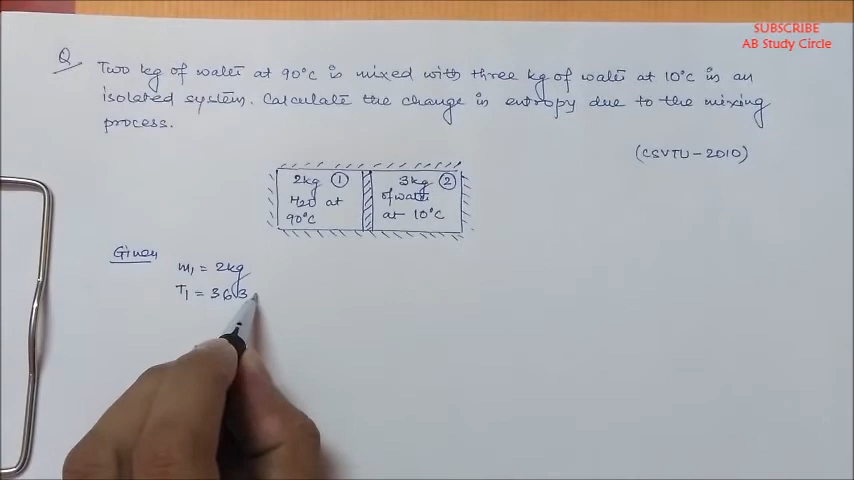 SUBSCRIBE
AB Study Circle
Q Two kg of water at 90°C is mixed with three kg of water at 10°C in an
isolated system. Calculate the change in entropy due to the mixing
process.
(CSVTU-2010)
2kg 1
H2O at
90°C
3kg 2
of water
at 10°C
Given
m1 = 2kg
T1 = 363